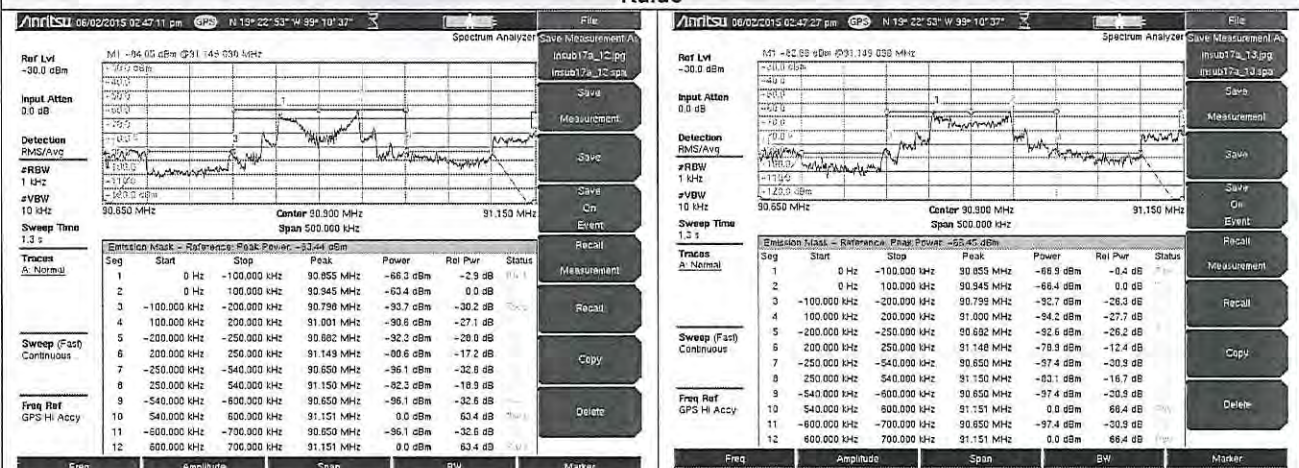 Ruido
Anritsu 06/02/2015 02:47:11 pm GPS N 19° 22' 53" W 99° 10' 37"
Spectrum Analyzer
Ref Lvl
-30.0 dBm
Input Atten
0.0 dB
Detection
RMS/Avg
#RBW
1 kHz
#VBW
10 kHz
Sweep Time
1.3 s
Traces
A: Normal
Sweep (Fast)
Continuous
Freq Ref
GPS Hi Accy
90.650 MHz
Center 90.900 MHz
91.150 MHz
Span 500.000 kHz
Emission Mask - Reference: Peak Power: -63.44 dBm
Seg Start Stop Peak Power Rel Pwr Status
1 0 Hz -100.000 kHz 90.855 MHz -66.3 dBm -2.9 dB
2 0 Hz 100.000 kHz 90.945 MHz -63.4 dBm 0.0 dB
3 -100.000 kHz -200.000 kHz 90.798 MHz -93.7 dBm -30.2 dB
4 100.000 kHz 200.000 kHz 91.001 MHz -90.6 dBm -27.1 dB
5 -200.000 kHz -250.000 kHz 90.682 MHz -92.3 dBm
6 200.000 kHz 250.000 kHz 91.149 MHz -80.6 dBm -17.2 dB
7 -250.000 kHz -540.000 kHz 90.650 MHz -96.1 dBm -32.6 dB
8 250.000 kHz 540.000 kHz 91.150 MHz -82.3 dBm -18.9 dB
9 -540.000 kHz -600.000 kHz 90.650 MHz -96.1 dBm -32.6 dB
10 540.000 kHz 600.000 kHz 91.151 MHz 0.0 dBm 63.4 dB
11 -600.000 kHz -700.000 kHz 90.650 MHz -96.1 dBm -32.6 dB
12 600.000 kHz 700.000 kHz 91.151 MHz 0.0 dBm 63.4 dB
File
Save Measurement As
insub17a_12.jpg
insub17a_12.spa
Save
Measurement
Save
Save
On
Event
Recall
Measurement
Recall
Copy
Delete
Freq Amplitude Span BW Marker
Anritsu 06/02/2015 02:47:27 pm GPS N 19° 22' 53" W 99° 10' 37"
Spectrum Analyzer
Ref Lvl
-30.0 dBm
Input Atten
0.0 dB
Detection
RMS/Avg
#RBW
1 kHz
#VBW
10 kHz
Sweep Time
1.3 s
Traces
A: Normal
Sweep (Fast)
Continuous
Freq Ref
GPS Hi Accy
90.650 MHz
Center 90.900 MHz
91.150 MHz
Span 500.000 kHz
Emission Mask - Reference: Peak Power: -66.45 dBm
Seg Start Stop Peak Power Rel Pwr Status
1 0 Hz -100.000 kHz 90.855 MHz -66.9 dBm -0.4 dB
2 0 Hz 100.000 kHz 90.945 MHz -66.4 dBm 0.0 dB
3 -100.000 kHz -200.000 kHz 90.799 MHz -92.7 dBm -26.3 dB
4 100.000 kHz 200.000 kHz 91.000 MHz -94.2 dBm -27.7 dB
5 -200.000 kHz -250.000 kHz 90.682 MHz -92.6 dBm -26.2 dB
6 200.000 kHz 250.000 kHz 91.148 MHz -78.9 dBm -12.4 dB
7 -250.000 kHz -540.000 kHz 90.650 MHz -97.4 dBm -30.9 dB
8 250.000 kHz 540.000 kHz 91.150 MHz -83.1 dBm -16.7 dB
9 -540.000 kHz -600.000 kHz 90.650 MHz -97.4 dBm -30.9 dB
10 540.000 kHz 600.000 kHz 91.151 MHz 0.0 dBm 66.4 dB
11 -600.000 kHz -700.000 kHz 90.650 MHz -97.4 dBm -30.9 dB
12 600.000 kHz 700.000 kHz 91.151 MHz 0.0 dBm 66.4 dB
File
Save Measurement As
insub17a_13.jpg
insub17a_13.spa
Save
Measurement
Save
Save
On
Event
Recall
Measurement
Recall
Copy
Delete
Freq Amplitude Span BW Marker